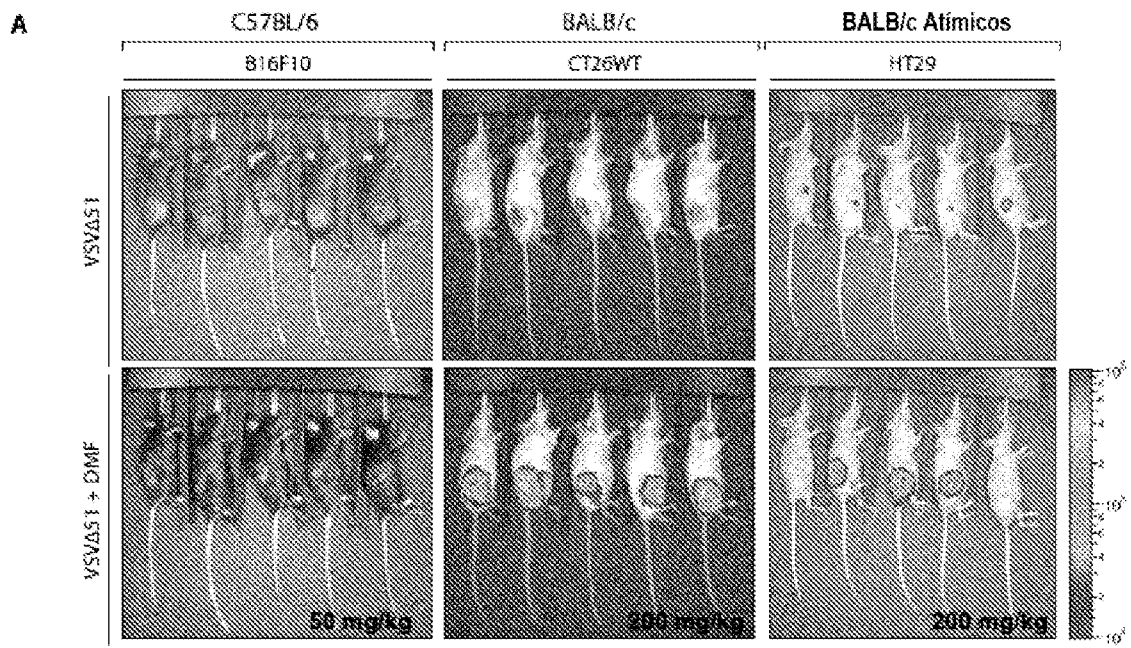 A
C57BL/6 BALB/c BALB/c Atímicos
B16F10 CT26WT HT29
VSVΔ51
DMF + VSVΔ51
50 mg/kg 200 mg/kg 200 mg/kg